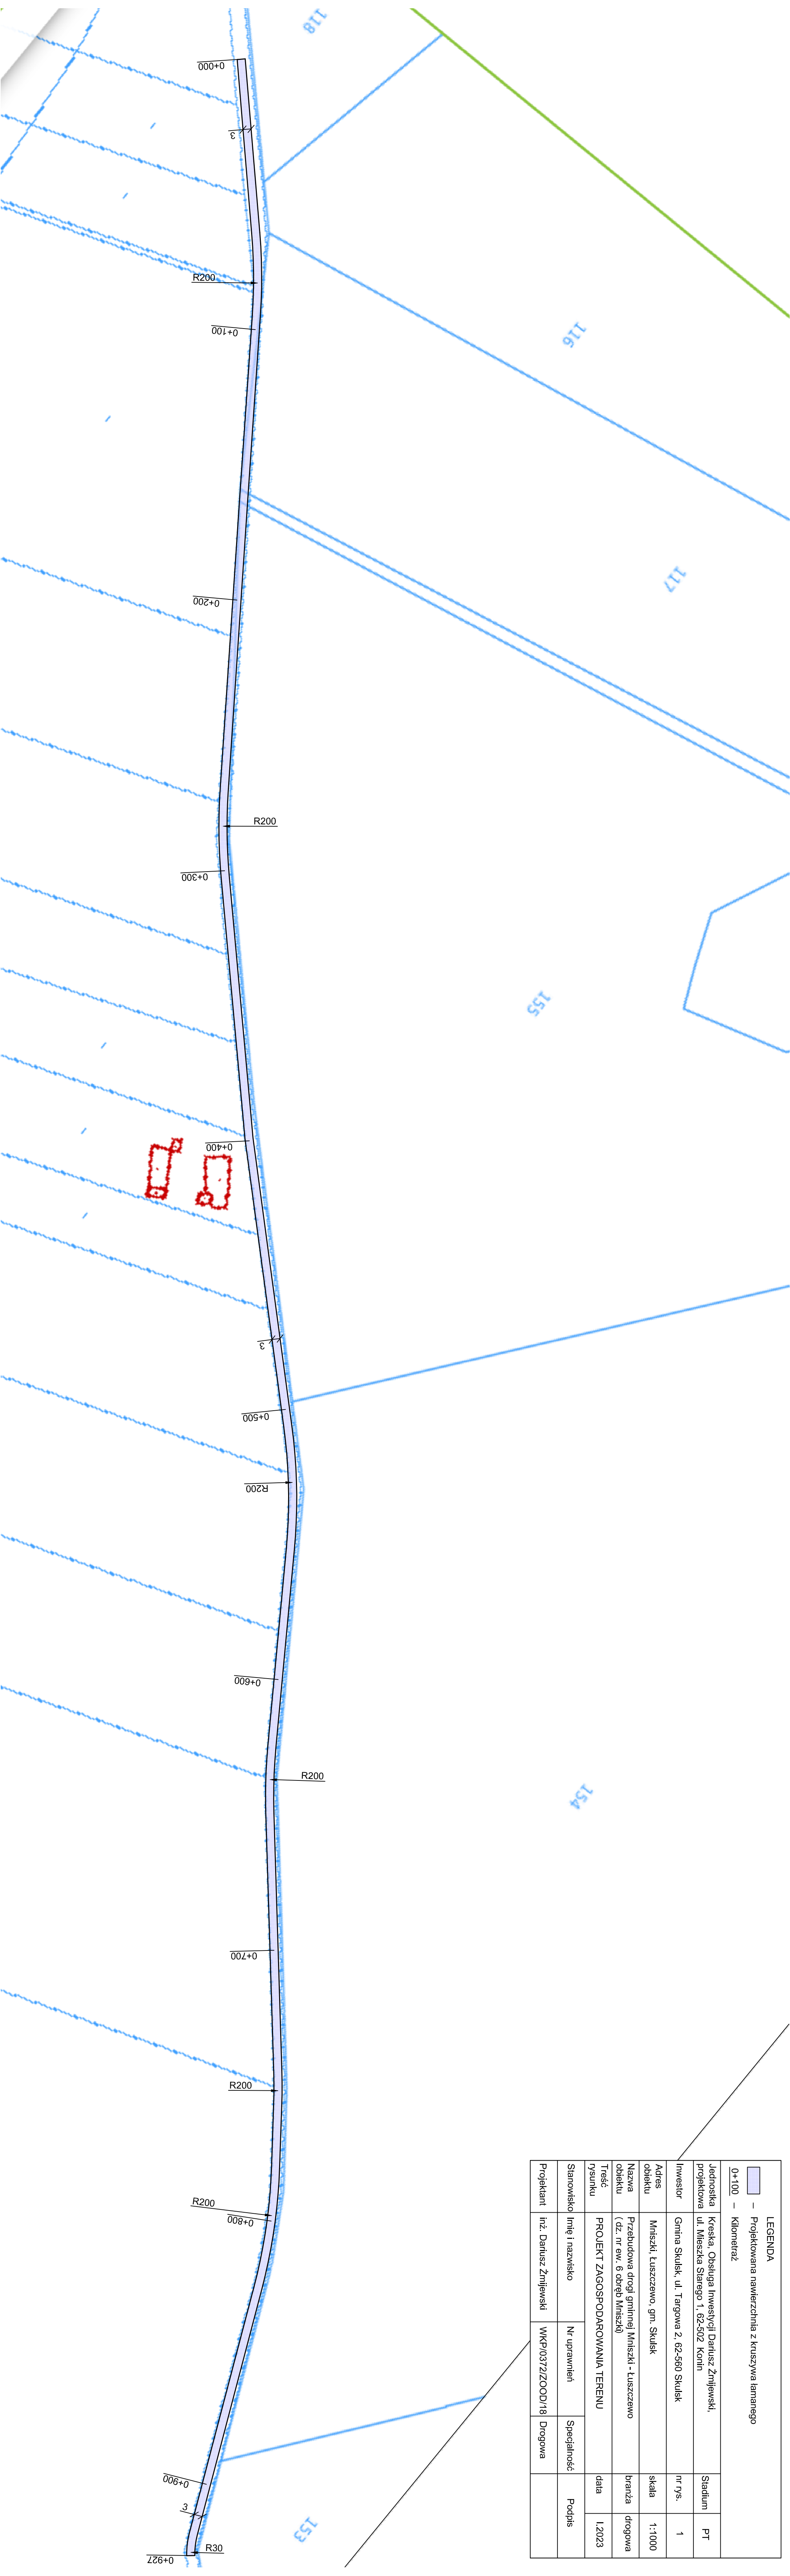 118
0+000
3
R200
0+100
116
117
0+200
R200
0+300
155
0+400
3
0+500
R200
0+600
R200
154
0+700
R200
R200
0+800
0+900
3
R30
0+927
153
LEGENDA
– Projektowana nawierzchnia z kruszywa łamanego
0+100 – Kilometraż
Jednostka projektowa
Kreska, Obsługa Inwestycji Dariusz Żmijewski,
ul. Mieszka Starego 1, 62-502 Konin
Stadium
PT
Inwestor
Gmina Skulsk, ul. Targowa 2, 62-560 Skulsk
nr rys.
1
Adres obiektu
Mniszki, Łuszczewo, gm. Skulsk
skala
1:1000
Nazwa obiektu
Przebudowa drogi gminnej Mniszki - Łuszczewo
( dz. nr ew. 6 obręb Mniszki)
branża
drogowa
Treść rysunku
PROJEKT ZAGOSPODAROWANIA TERENU
data
I.2023
Stanowisko
Imię i nazwisko
Nr uprawnień
Specjalność
Podpis
Projektant
inż. Dariusz Żmijewski
WKP/0372/ZOOD/18
Drogowa